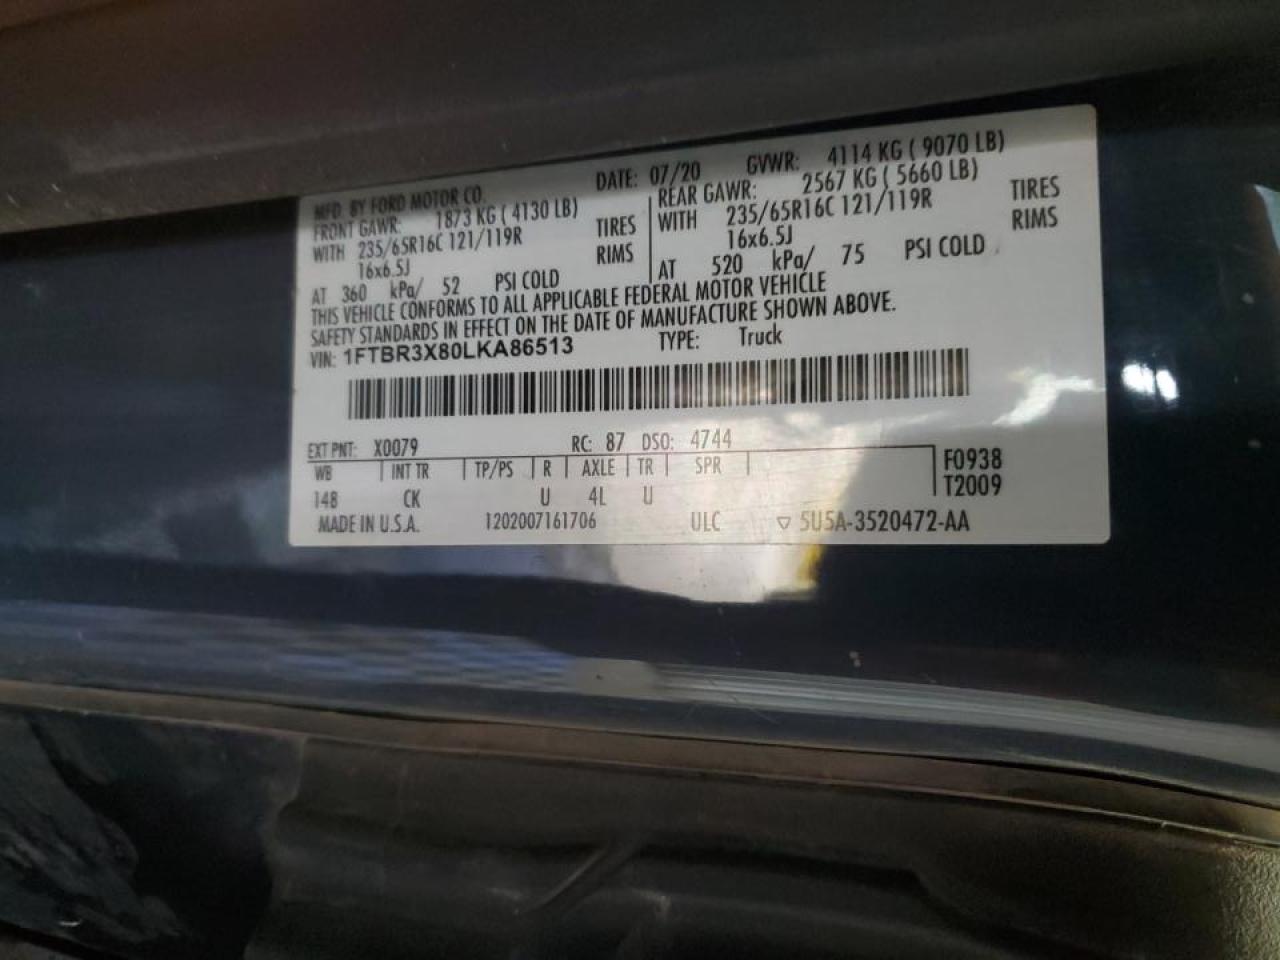 MFD. BY FORD MOTOR CO. DATE: 07/20 GVWR: 4114 KG ( 9070 LB)
FRONT GAWR: 1873 KG ( 4130 LB) REAR GAWR: 2567 KG ( 5660 LB)
WITH 235/65R16C 121/119R TIRES WITH 235/65R16C 121/119R TIRES
16x6.5J RIMS 16x6.5J RIMS
AT 360 kPa/ 52 PSI COLD AT 520 kPa/ 75 PSI COLD
THIS VEHICLE CONFORMS TO ALL APPLICABLE FEDERAL MOTOR VEHICLE
SAFETY STANDARDS IN EFFECT ON THE DATE OF MANUFACTURE SHOWN ABOVE.
VIN: 1FTBR3X80LKA86513 TYPE: Truck
EXT PNT: X0079 RC: 87 DSO: 4744
WB INT TR TP/PS R AXLE TR SPR F0938
148 CK U 4L U T2009
MADE IN U.S.A. 1202007161706 ULC ▽ 5U5A-3520472-AA